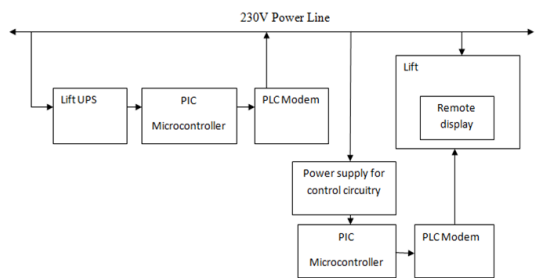 230V Power Line
Lift
Lift UPS
PIC
Microcontroller
PLC Modem
Remote
display
Power supply for
control circuitry
PIC
Microcontroller
PLC Modem